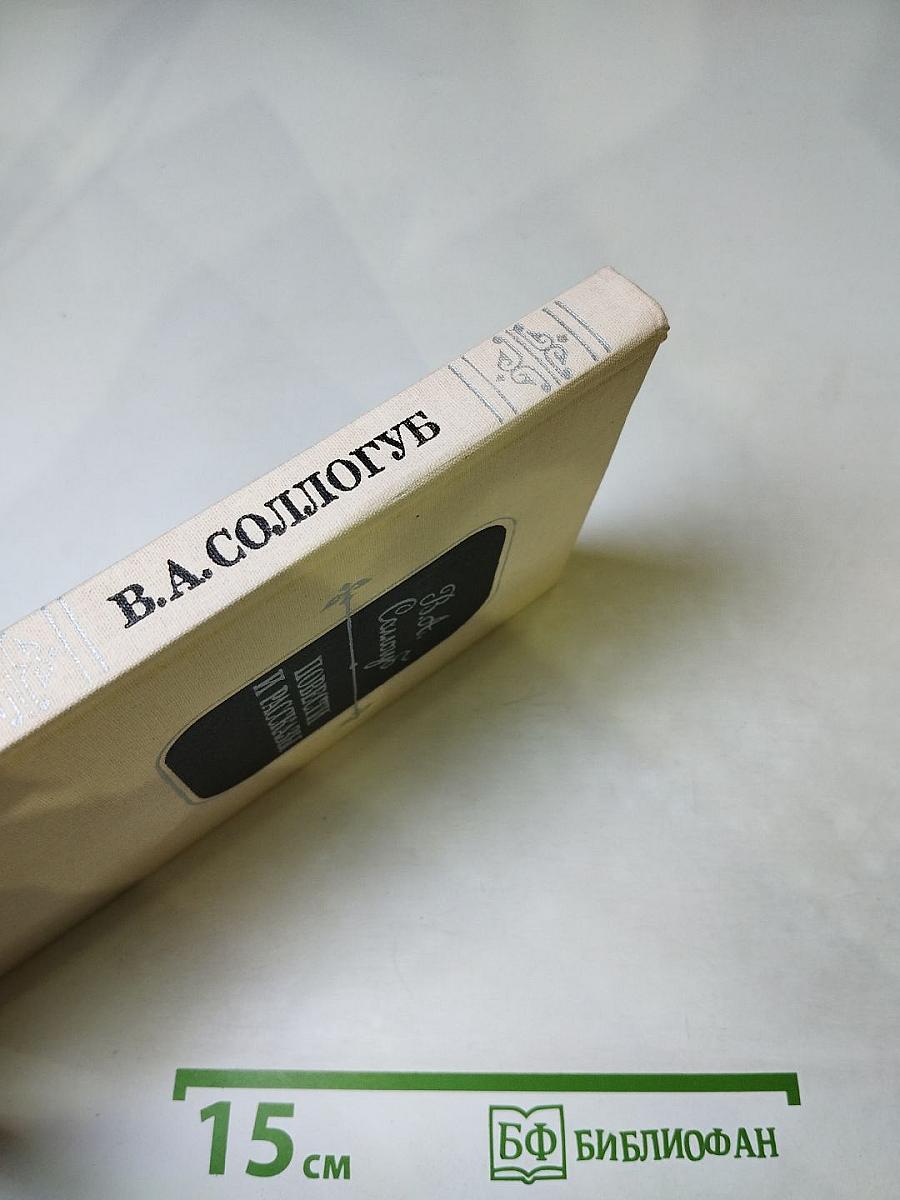 В.А.СОЛЛОГУБ
В.А.
Соллогуб
ПОВЕСТИ
И РАССКАЗЫ
15 см
БФ БИБЛИОФАН